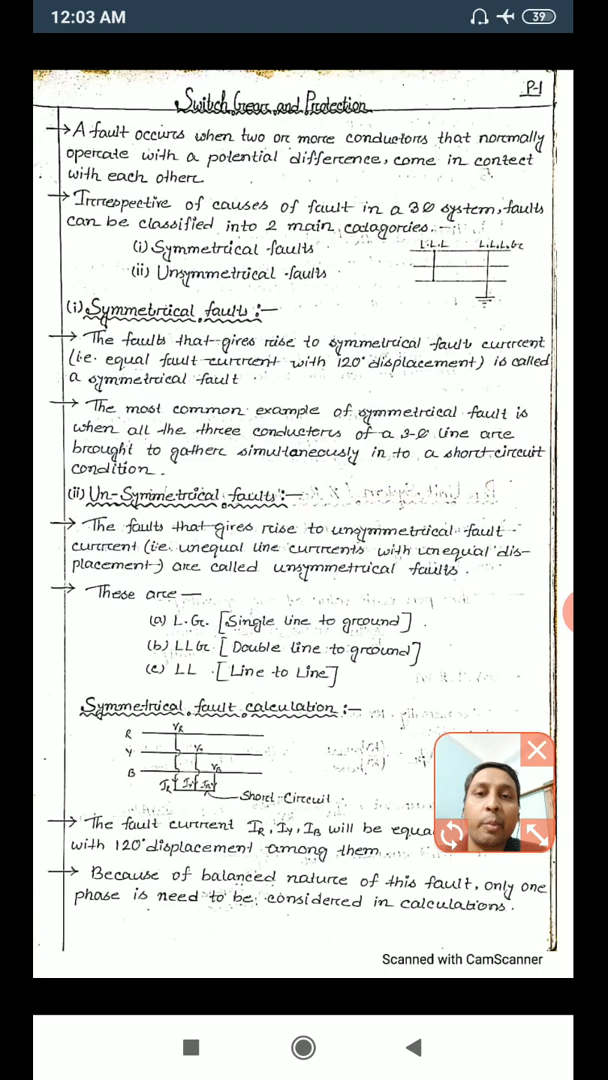 12:03 AM
39
P-1
Switch Gear and Protection
→ A fault occurs when two or more conductors that normally
operate with a potential difference, come in contect
with each other.
→ Irrespective of causes of fault in a 3Ø system, faults
can be classified into 2 main catagories. -
(i) Symmetrical faults
L.L.L
L.L.L.G
(ii) Unsymmetrical faults
(i) Symmetrical faults :-
→ The faults that gires rise to symmetrical fault current
(i.e. equal fault current with 120° displacement) is called
a symmetrical fault
→ The most common example of symmetrical fault is
when all the three conductors of a 3-Ø line are
brought to gather simultaneously in to a short-circuit
condition.
(ii) Un-Symmetrical faults :-
→ The faults that gires rise to unsymmetrical fault
current (i.e. unequal line currents with unequal dis-
placement) are called unsymmetrical faults.
→ These are —
(a) L.G. [Single line to ground]
(b) LLG [Double line to ground]
(c) LL [Line to Line]
Symmetrical fault calculation :-
R
VR
Y
B
VB
IR IY IB
Short-Circuit
→ The fault current IR, IY, IB will be equa
with 120° displacement among them
→ Because of balanced nature of this fault, only one
phase is need to be considered in calculations.
Scanned with CamScanner